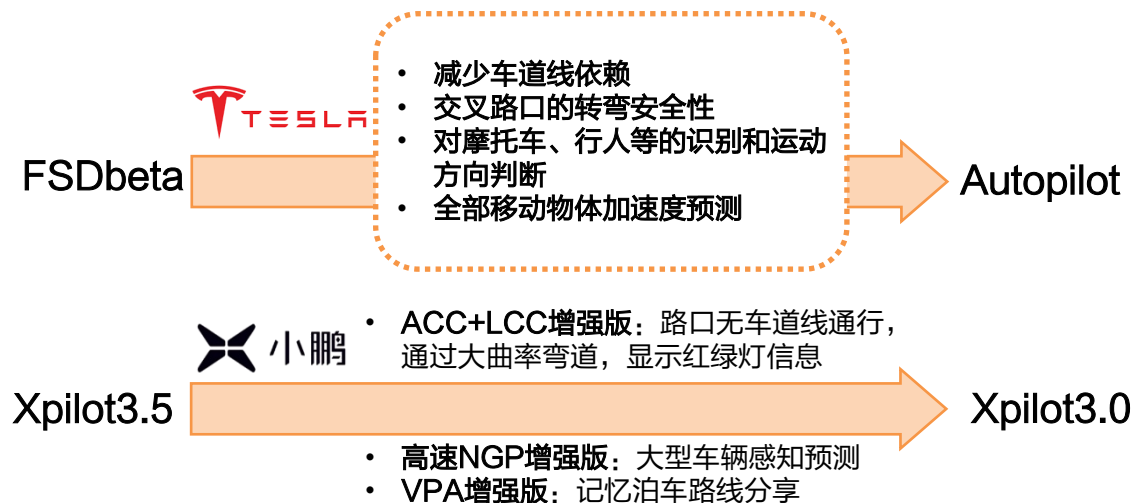 • 减少车道线依赖
• 交叉路口的转弯安全性
• 对摩托车、行人等的识别和运动
方向判断
• 全部移动物体加速度预测
TESLA
FSDbeta
Autopilot
小鹏
• ACC+LCC增强版：路口无车道线通行，
通过大曲率弯道，显示红绿灯信息
Xpilot3.5
Xpilot3.0
• 高速NGP增强版：大型车辆感知预测
• VPA增强版：记忆泊车路线分享